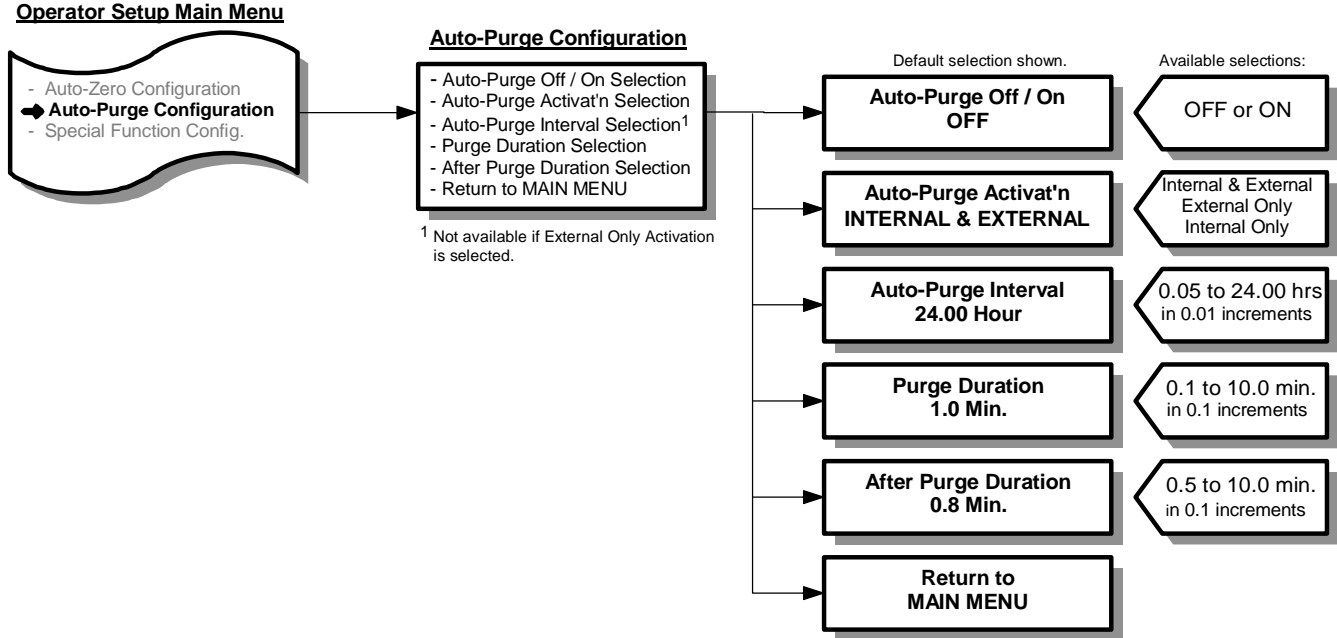 Operator Setup Main Menu
- Auto-Zero Configuration
Auto-Purge Configuration
- Special Function Config.
Auto-Purge Configuration
- Auto-Purge Off / On Selection
- Auto-Purge Activat'n Selection
- Auto-Purge Interval Selection1
- Purge Duration Selection
- After Purge Duration Selection
- Return to MAIN MENU
1 Not available if External Only Activation
is selected.
Default selection shown.
Available selections:
Auto-Purge Off / On
OFF
OFF or ON
Auto-Purge Activat'n
INTERNAL & EXTERNAL
Internal & External
External Only
Internal Only
Auto-Purge Interval
24.00 Hour
0.05 to 24.00 hrs
in 0.01 increments
Purge Duration
1.0 Min.
0.1 to 10.0 min.
in 0.1 increments
After Purge Duration
0.8 Min.
0.5 to 10.0 min.
in 0.1 increments
Return to
MAIN MENU